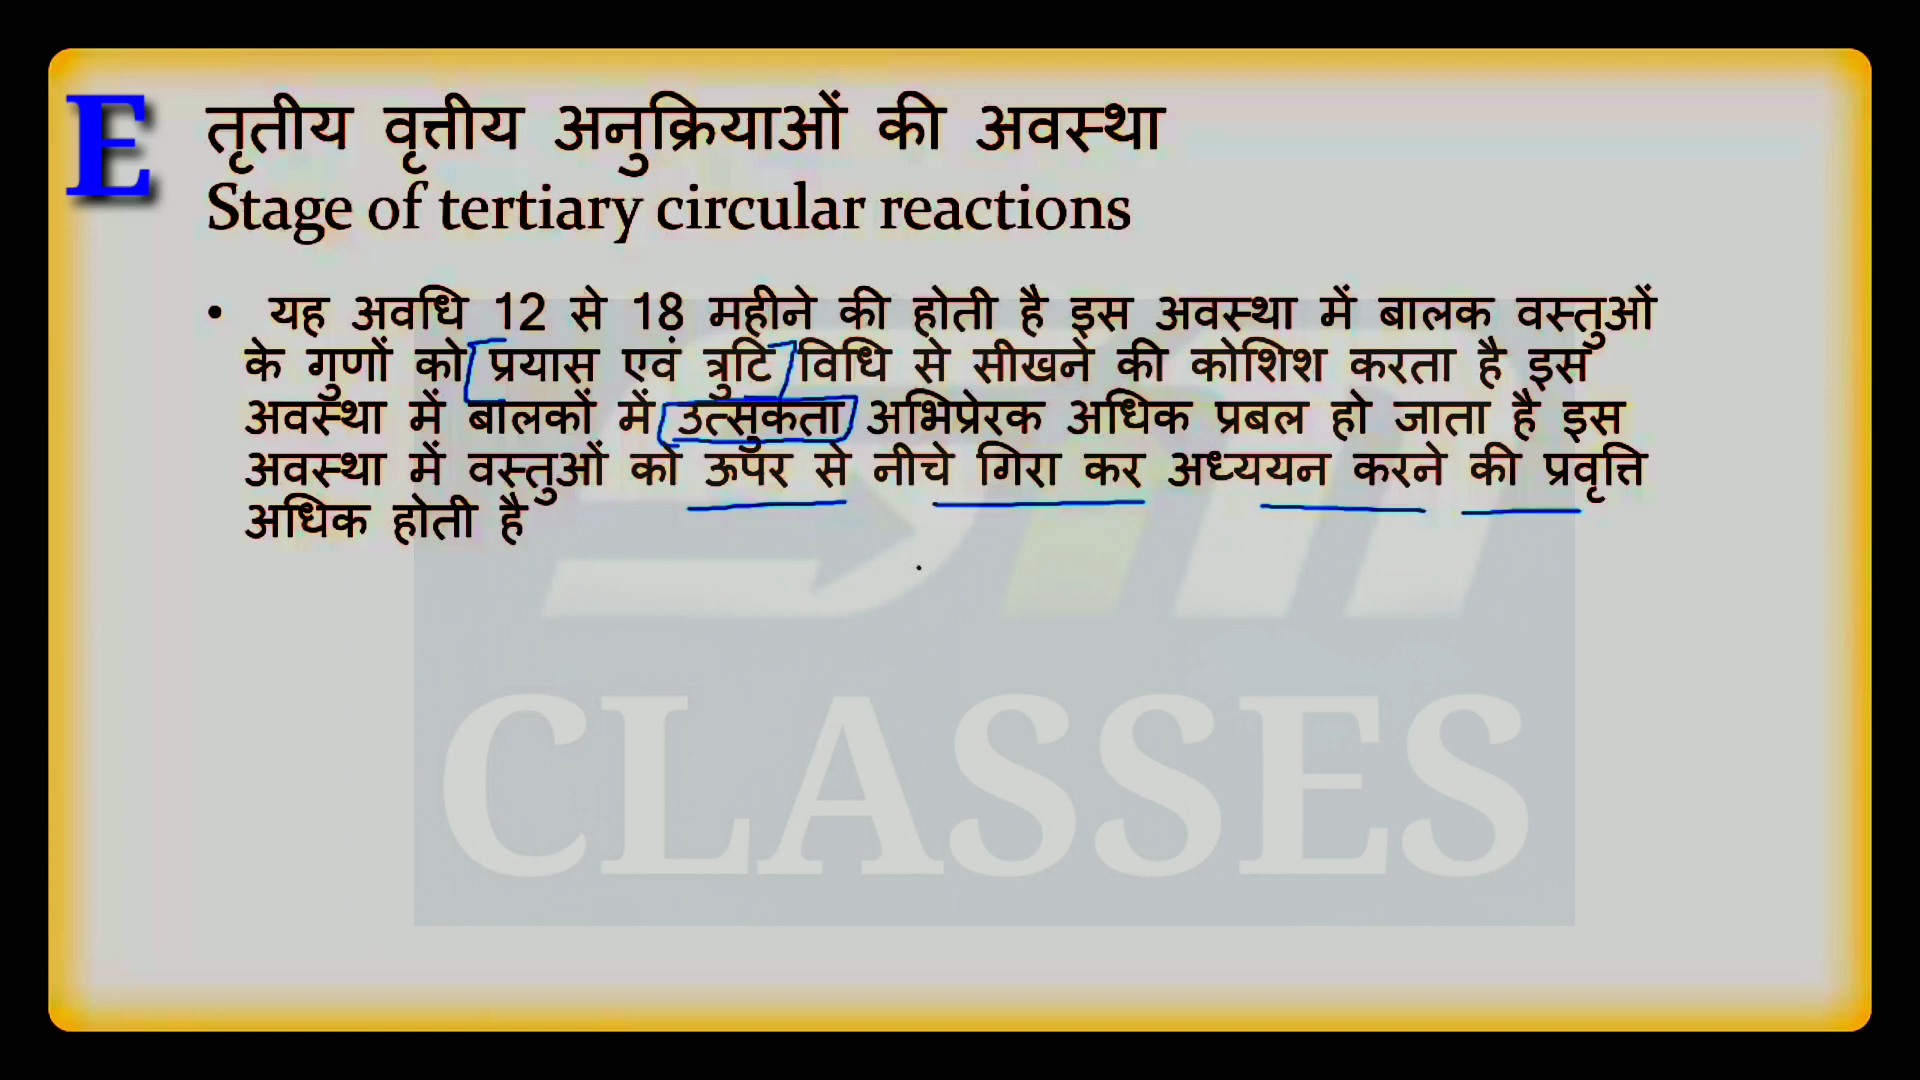 E
तृतीय वृत्तीय अनुक्रियाओं की अवस्था
Stage of tertiary circular reactions
• यह अवधि 12 से 18 महीने की होती है इस अवस्था में बालक वस्तुओं
के गुणों को प्रयास एवं त्रुटि विधि से सीखने की कोशिश करता है इस
अवस्था में बालकों में उत्सुकता अभिप्रेरक अधिक प्रबल हो जाता है इस
अवस्था में वस्तुओं को ऊपर से नीचे गिरा कर अध्ययन करने की प्रवृत्ति
अधिक होती है
CLASSES